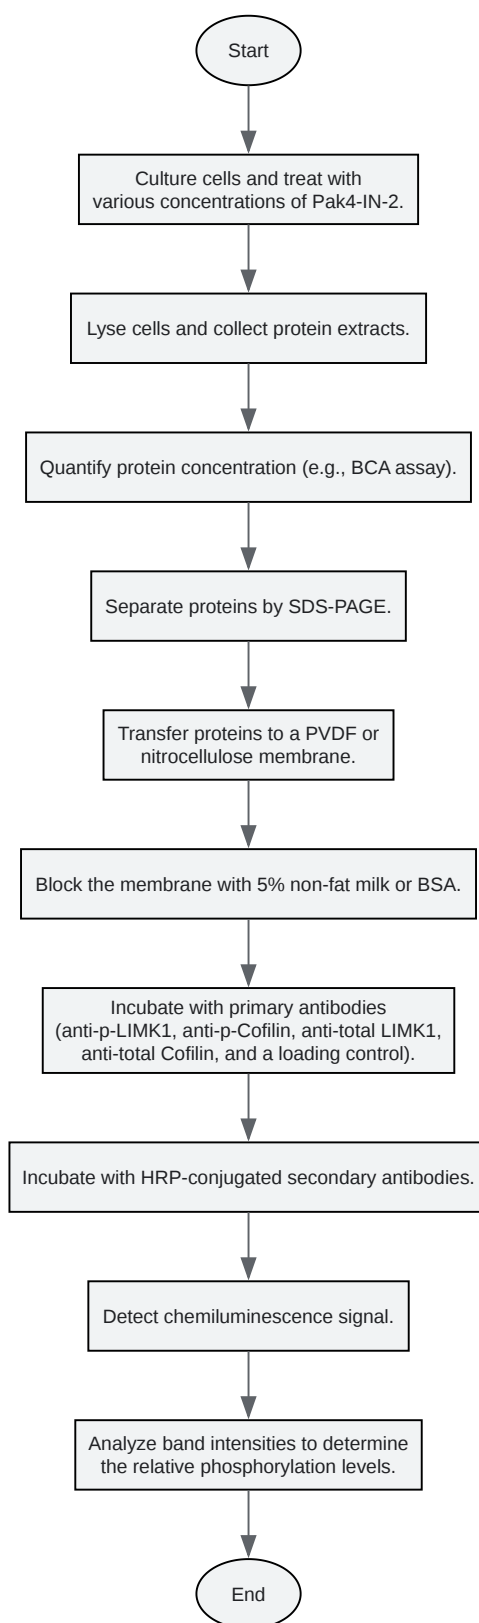 Start
Culture cells and treat with
various concentrations of Pak4-IN-2.
Lyse cells and collect protein extracts.
Quantify protein concentration (e.g., BCA assay).
Separate proteins by SDS-PAGE.
Transfer proteins to a PVDF or
nitrocellulose membrane.
Block the membrane with 5% non-fat milk or BSA.
Incubate with primary antibodies
(anti-p-LIMK1, anti-p-Cofilin, anti-total LIMK1,
anti-total Cofilin, and a loading control).
Incubate with HRP-conjugated secondary antibodies.
Detect chemiluminescence signal.
Analyze band intensities to determine
the relative phosphorylation levels.
End